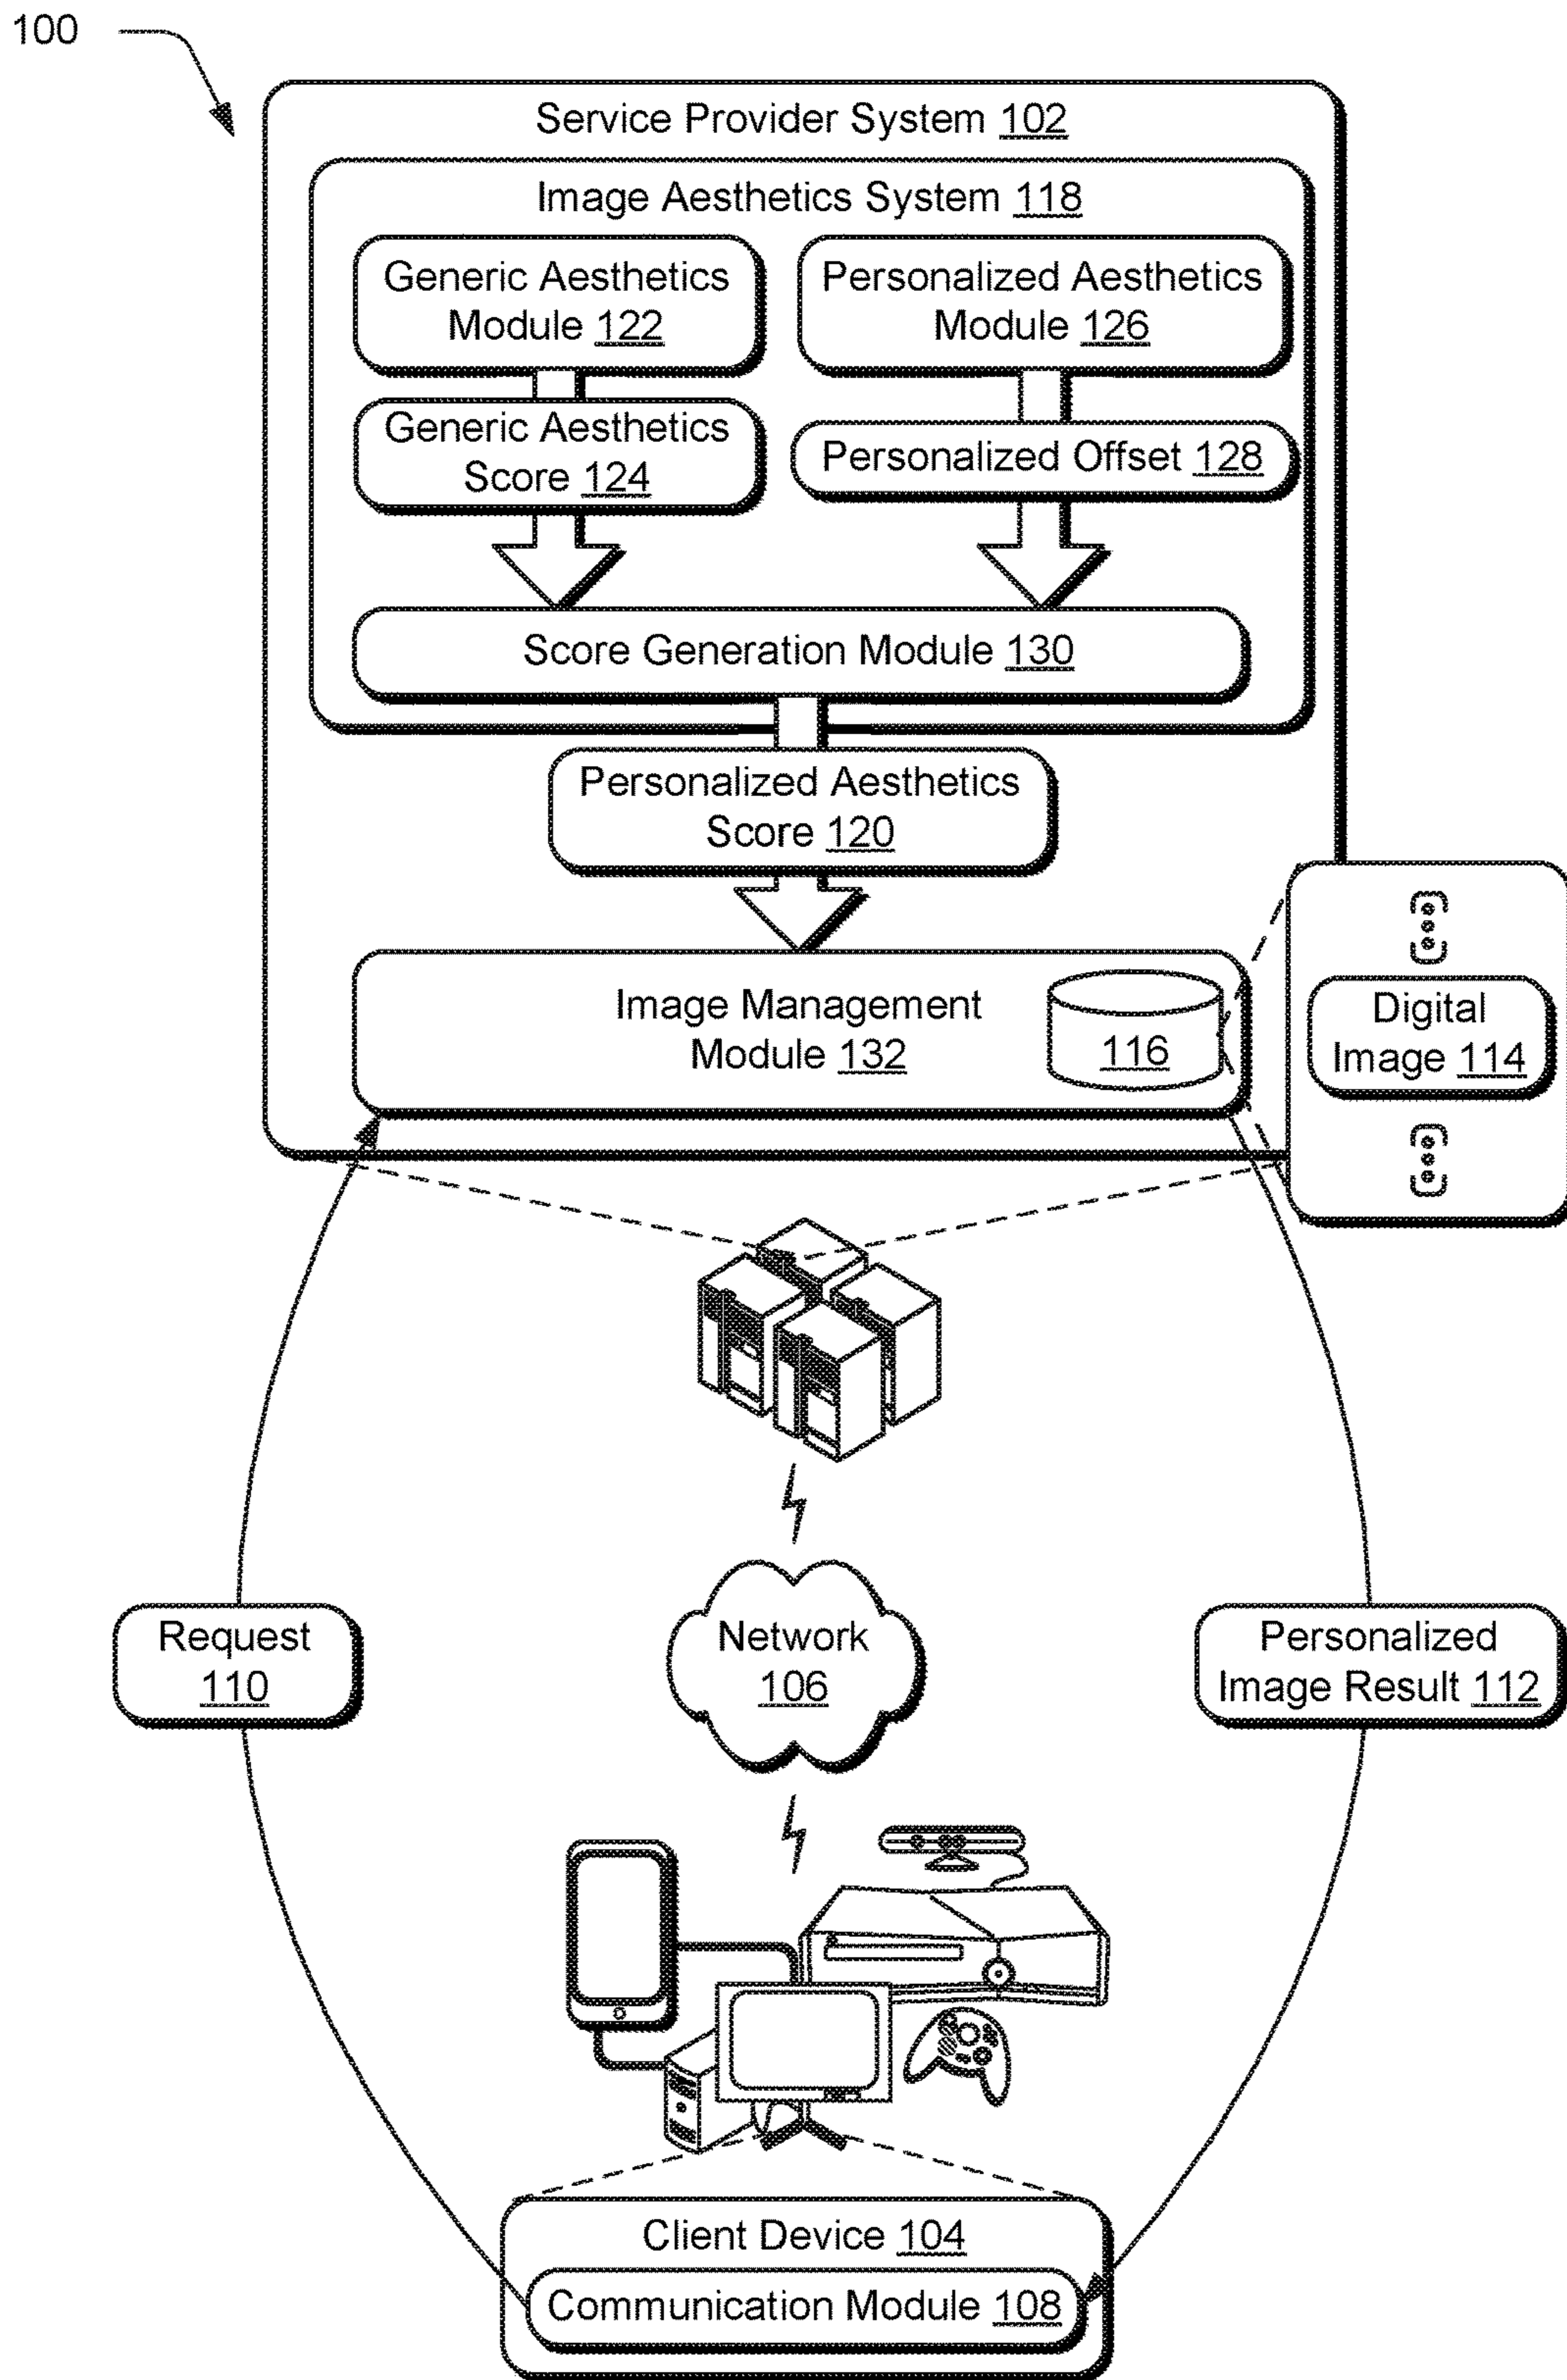 100
Service Provider System 102
Image Aesthetics System 118
Generic Aesthetics
Module 122
Personalized Aesthetics
Module 126
Generic Aesthetics
Score 124
Personalized Offset 128
Score Generation Module 130
Personalized Aesthetics
Score 120
Image Management
Module 132
116
Digital
Image 114
Request
110
Network
106
Personalized
Image Result 112
Client Device 104
Communication Module 108